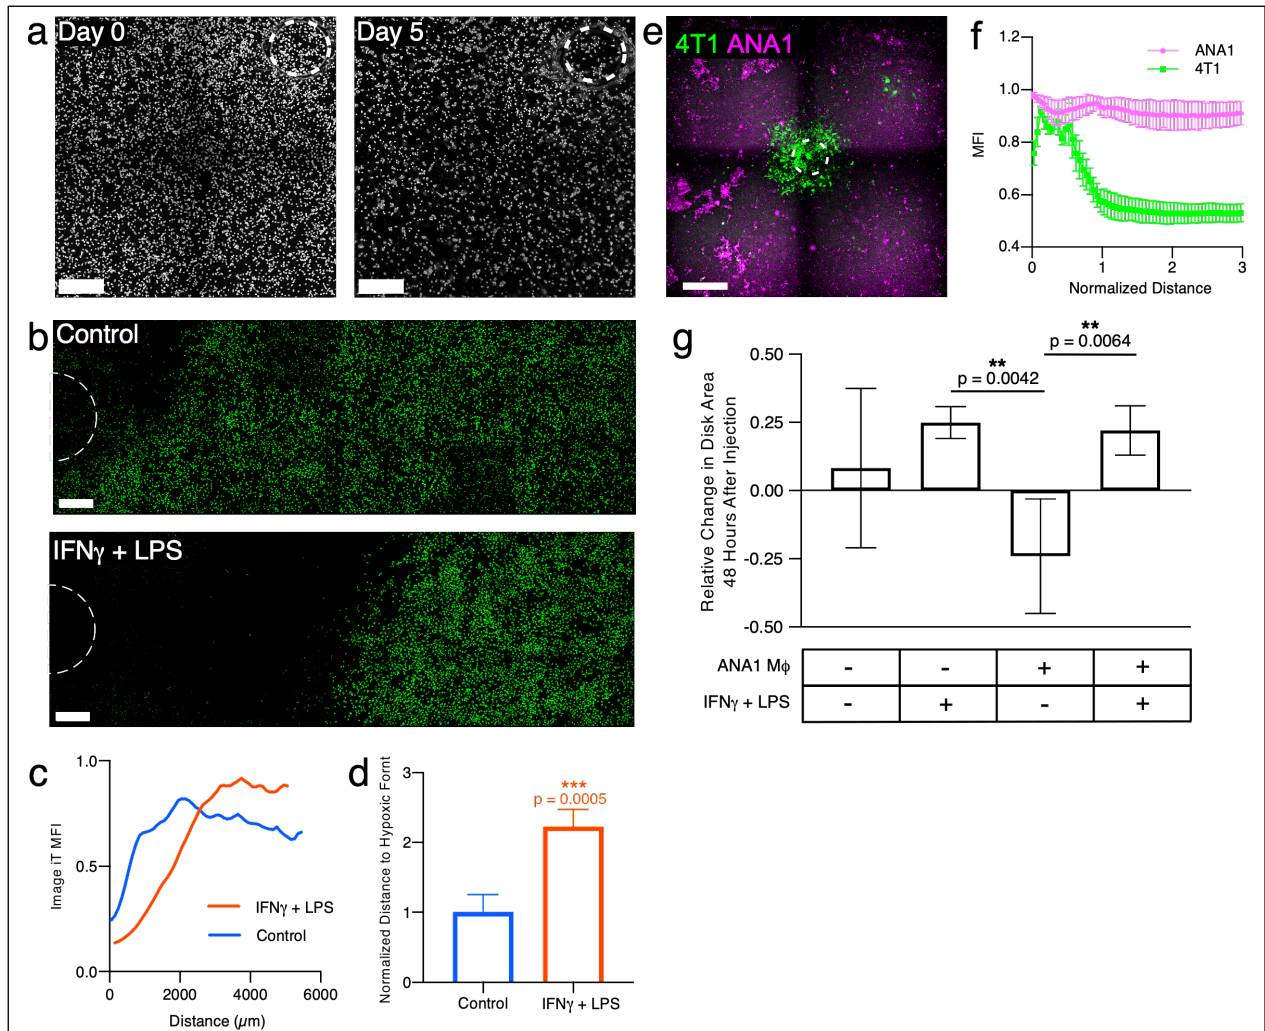 a
Day 0
Day 5
b
Control
IFNγ + LPS
c
1.0
0.5
0.0
Image iT MFI
IFNγ + LPS
Control
0
2000
4000
6000
Distance (µm)
d
3
2
1
0
Normalized Distance to Hypoxic Fornt
***
p = 0.0005
Control
IFNγ + LPS
e
4T1 ANA1
f
1.2
1.0
0.8
0.6
0.4
MFI
ANA1
4T1
0
1
2
3
Normalized Distance
g
**
p = 0.0064
**
p = 0.0042
0.50
0.25
0.00
-0.25
-0.50
Relative Change in Disk Area
48 Hours After Injection
ANA1 Mϕ - - + +
IFNγ + LPS - + - +